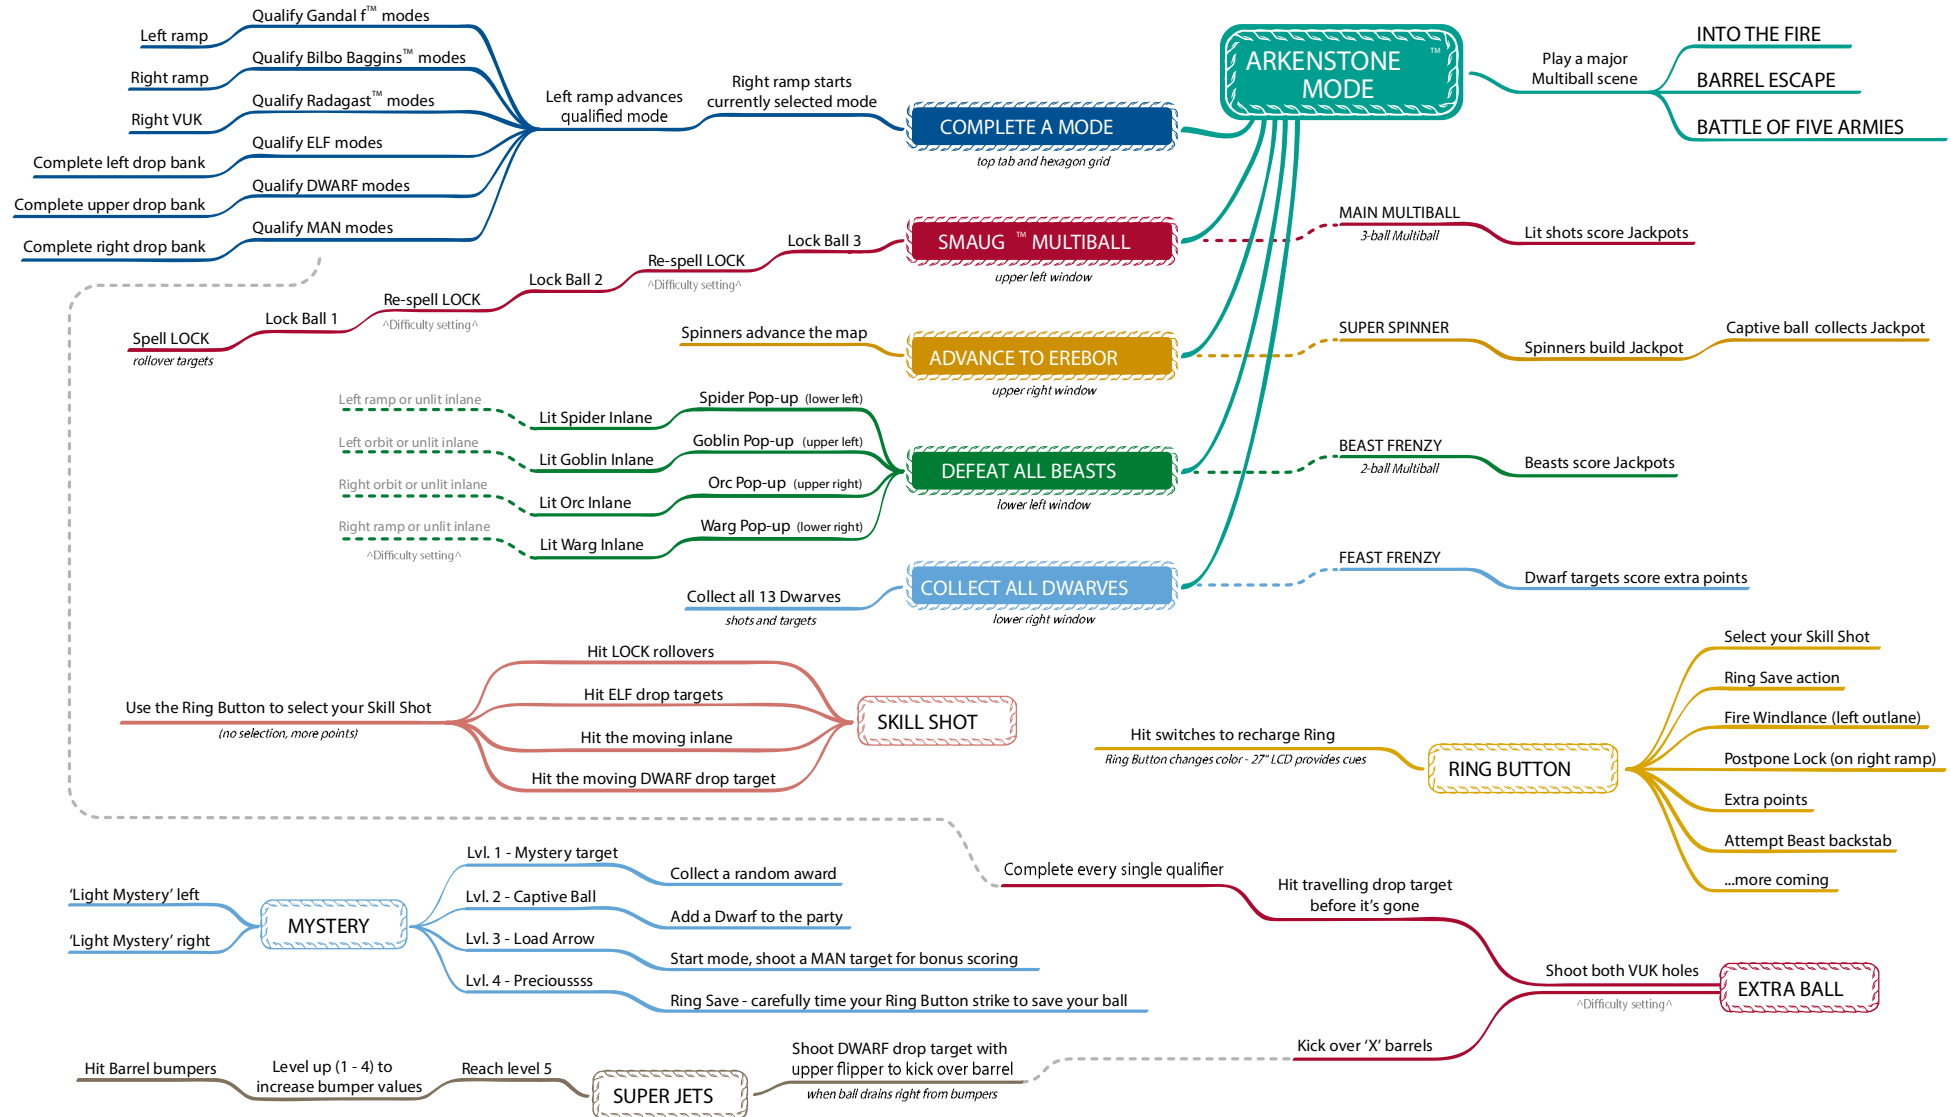 Qualify Gandal f™ modes
Left ramp
Qualify Bilbo Baggins™ modes
Right ramp
Qualify Radagast™ modes
Right VUK
Qualify ELF modes
Complete left drop bank
Qualify DWARF modes
Complete upper drop bank
Qualify MAN modes
Complete right drop bank
Left ramp advances
qualified mode
Right ramp starts
currently selected mode
COMPLETE A MODE
top tab and hexagon grid
ARKENSTONE ™
MODE
Play a major
Multiball scene
INTO THE FIRE
BARREL ESCAPE
BATTLE OF FIVE ARMIES
Spell LOCK
rollover targets
Lock Ball 1
Re-spell LOCK
^Difficulty setting^
Lock Ball 2
Re-spell LOCK
^Difficulty setting^
Lock Ball 3
SMAUG ™ MULTIBALL
upper left window
MAIN MULTIBALL
3-ball Multiball
Lit shots score Jackpots
Spinners advance the map
ADVANCE TO EREBOR
upper right window
SUPER SPINNER
Spinners build Jackpot
Captive ball collects Jackpot
Left ramp or unlit inlane
Lit Spider Inlane
Spider Pop-up (lower left)
Left orbit or unlit inlane
Lit Goblin Inlane
Goblin Pop-up (upper left)
Right orbit or unlit inlane
Lit Orc Inlane
Orc Pop-up (upper right)
Right ramp or unlit inlane
^Difficulty setting^
Lit Warg Inlane
Warg Pop-up (lower right)
DEFEAT ALL BEASTS
lower left window
BEAST FRENZY
2-ball Multiball
Beasts score Jackpots
Collect all 13 Dwarves
shots and targets
COLLECT ALL DWARVES
lower right window
FEAST FRENZY
Dwarf targets score extra points
Use the Ring Button to select your Skill Shot
(no selection, more points)
Hit LOCK rollovers
Hit ELF drop targets
Hit the moving inlane
Hit the moving DWARF drop target
SKILL SHOT
Hit switches to recharge Ring
Ring Button changes color - 27" LCD provides cues
RING BUTTON
Select your Skill Shot
Ring Save action
Fire Windlance (left outlane)
Postpone Lock (on right ramp)
Extra points
Attempt Beast backstab
...more coming
'Light Mystery' left
'Light Mystery' right
MYSTERY
Lvl. 1 - Mystery target
Collect a random award
Lvl. 2 - Captive Ball
Add a Dwarf to the party
Lvl. 3 - Load Arrow
Start mode, shoot a MAN target for bonus scoring
Lvl. 4 - Precioussss
Ring Save - carefully time your Ring Button strike to save your ball
Complete every single qualifier
Hit travelling drop target
before it's gone
Shoot both VUK holes
^Difficulty setting^
EXTRA BALL
Kick over 'X' barrels
Hit Barrel bumpers
Level up (1 - 4) to
increase bumper values
Reach level 5
SUPER JETS
Shoot DWARF drop target with
upper flipper to kick over barrel
when ball drains right from bumpers